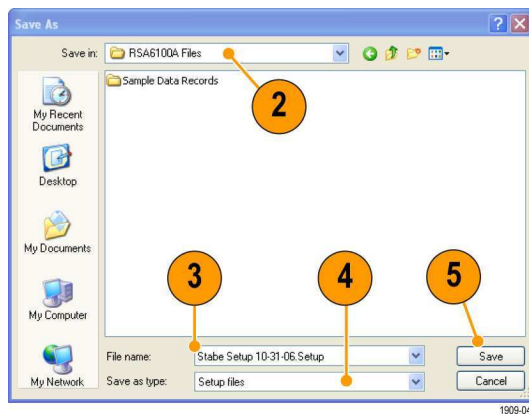 Save As
Save in:
RSA6100A Files
Sample Data Records
2
My Recent
Documents
Desktop
My Documents
3
4
5
My Computer
File name:
Stabe Setup 10-31-06.Setup
Save
My Network
Save as type:
Setup files
Cancel